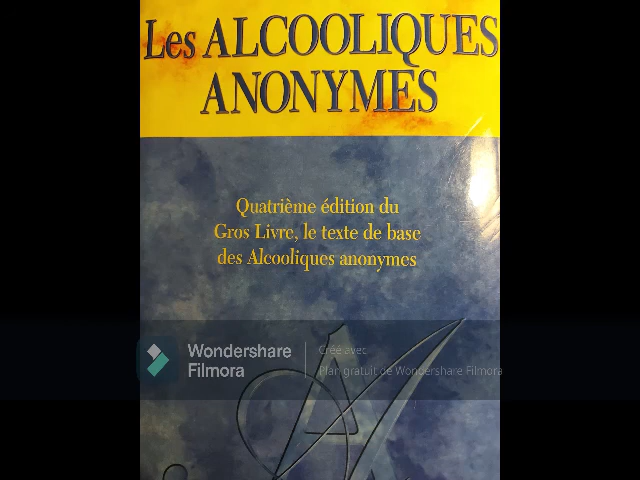 Les ALCOOLIQUES
ANONYMES
Quatrième édition du
Gros Livre, le texte de base
des Alcooliques anonymes
Wondershare
Filmora
Créé avec
Plan gratuit de Wondershare Filmora